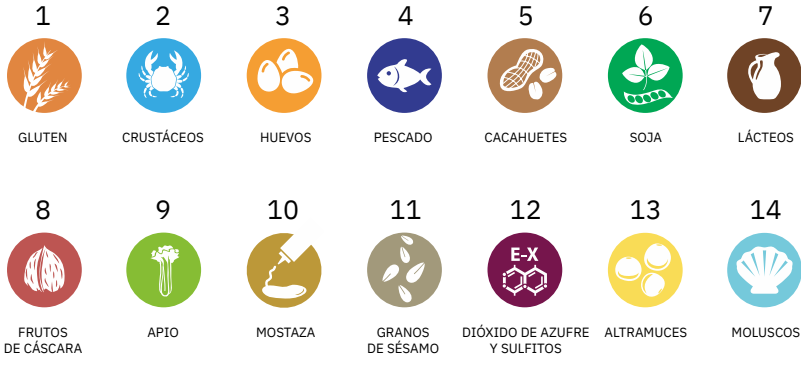 1 2 3 4 5 6 7
GLUTEN CRUSTÁCEOS HUEVOS PESCADO CACAHUETES SOJA LÁCTEOS
8 9 10 11 12 13 14
E-X
FRUTOS DE CÁSCARA
APIO
MOSTAZA
GRANOS DE SÉSAMO
DIÓXIDO DE AZUFRE Y SULFITOS
ALTRAMUCES
MOLUSCOS